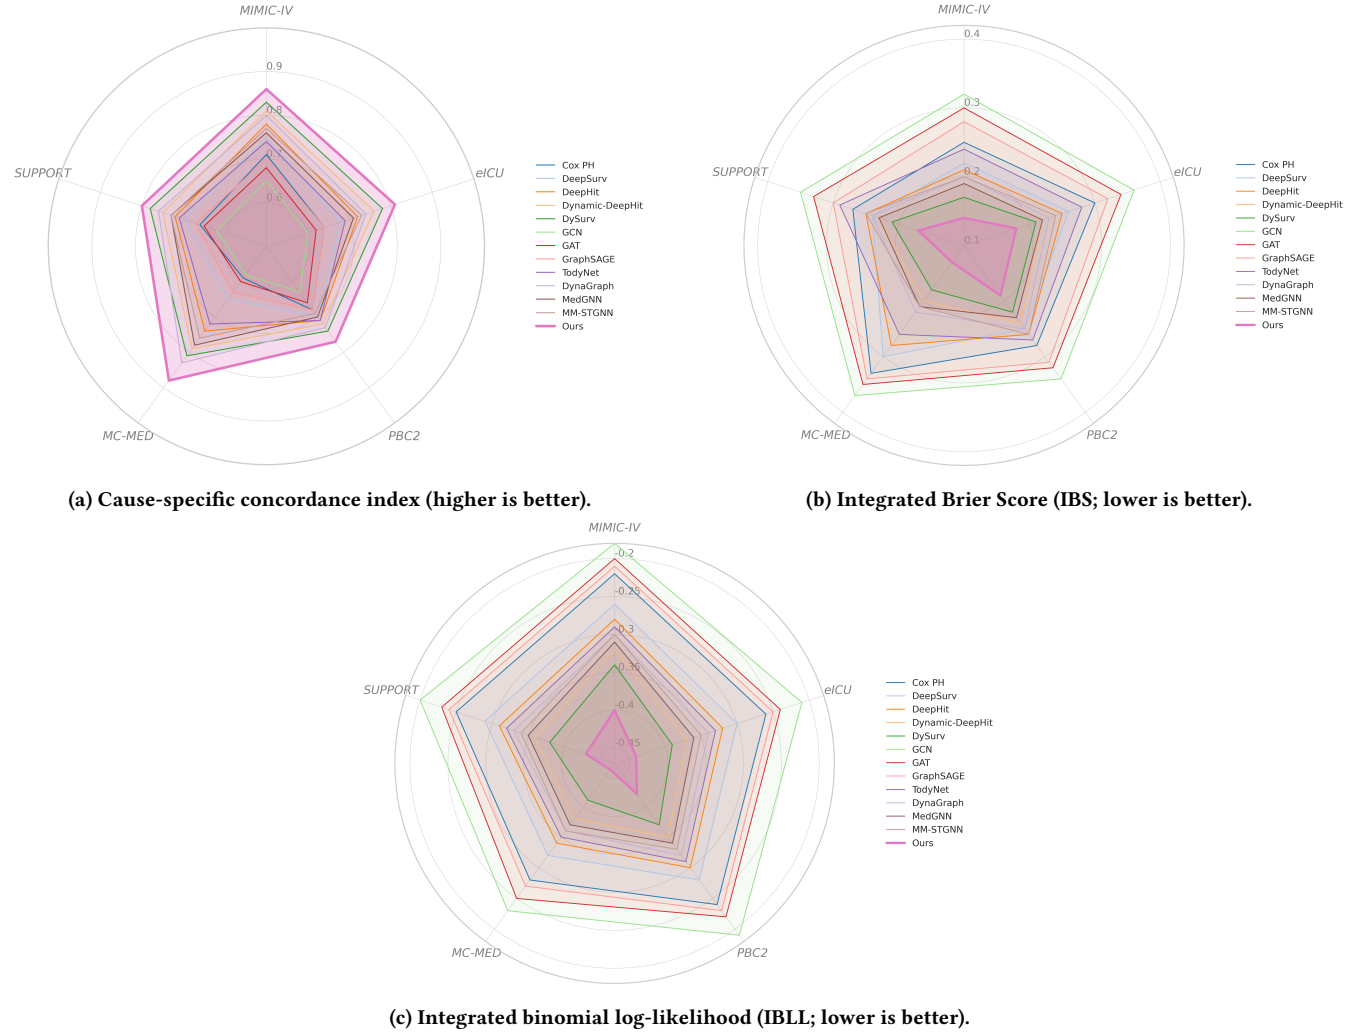 MIMIC-IV
0.9
0.8
0.7
0.6
SUPPORT
eICU
MC-MED
PBC2
Cox PH
DeepSurv
DeepHit
Dynamic-DeepHit
DySurv
GCN
GAT
GraphSAGE
TodyNet
DynaGraph
MedGNN
MM-STGNN
Ours
(a) Cause-specific concordance index (higher is better).
MIMIC-IV
0.4
0.3
0.2
0.1
SUPPORT
eICU
MC-MED
PBC2
Cox PH
DeepSurv
DeepHit
Dynamic-DeepHit
DySurv
GCN
GAT
GraphSAGE
TodyNet
DynaGraph
MedGNN
MM-STGNN
Ours
(b) Integrated Brier Score (IBS; lower is better).
MIMIC-IV
-0.2
-0.25
-0.3
-0.35
-0.4
-0.45
SUPPORT
eICU
MC-MED
PBC2
Cox PH
DeepSurv
DeepHit
Dynamic-DeepHit
DySurv
GCN
GAT
GraphSAGE
TodyNet
DynaGraph
MedGNN
MM-STGNN
Ours
(c) Integrated binomial log-likelihood (IBLL; lower is better).